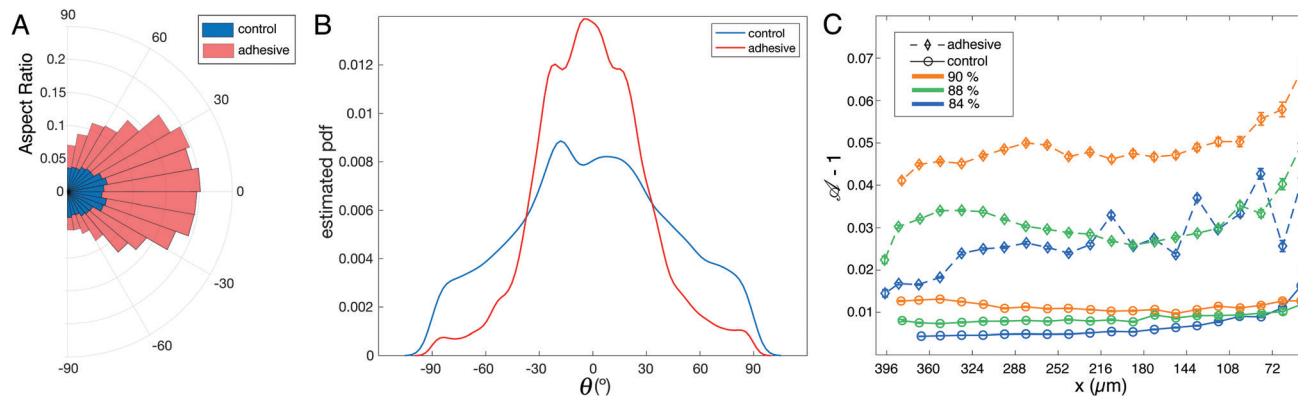 A
90
60
30
0
-30
-60
-90
Aspect Ratio
0.2
0.15
0.1
0.05
0
control
adhesive
B
estimated pdf
0.012
0.01
0.008
0.006
0.004
0.002
0
-90 -60 -30 0 30 60 90
θ(º)
control
adhesive
C
𝒜 - 1
0.07
0.06
0.05
0.04
0.03
0.02
0.01
396 360 324 288 252 216 180 144 108 72
x (μm)
adhesive
control
90 %
88 %
84 %